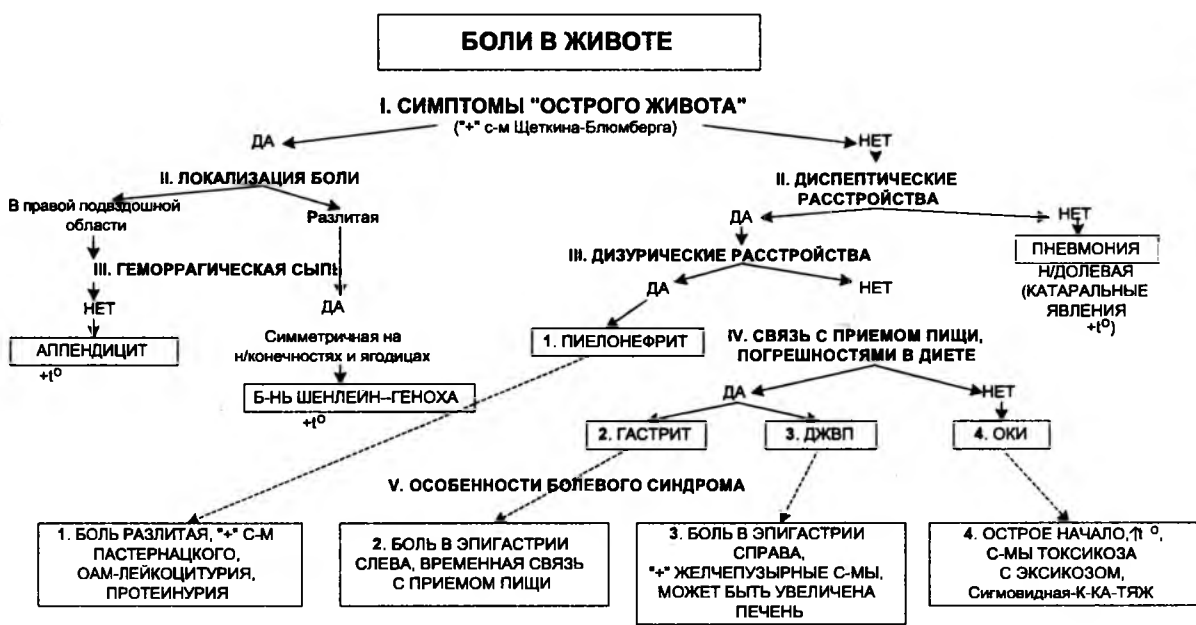 БОЛИ В ЖИВОТЕ
I. СИМПТОМЫ "ОСТРОГО ЖИВОТА"
("+" с-м Щеткина-Блюмберга)
ДА
НЕТ
II. ЛОКАЛИЗАЦИЯ БОЛИ
В правой подвздошной
области
Разлитая
III. ГЕМОРРАГИЧЕСКАЯ СЫПЬ
НЕТ
ДА
АППЕНДИЦИТ
+t°
Симметричная на
н/конечностях и ягодицах
Б-НЬ ШЕНЛЕЙН--ГЕНОХА
+t°
II. ДИСПЕПТИЧЕСКИЕ
РАССТРОЙСТВА
ДА
НЕТ
ПНЕВМОНИЯ
Н/ДОЛЕВАЯ
(КАТАРАЛЬНЫЕ
ЯВЛЕНИЯ
+t°)
III. ДИЗУРИЧЕСКИЕ РАССТРОЙСТВА
ДА
НЕТ
1. ПИЕЛОНЕФРИТ
IV. СВЯЗЬ С ПРИЕМОМ ПИЩИ,
ПОГРЕШНОСТЯМИ В ДИЕТЕ
ДА
НЕТ
2. ГАСТРИТ
3. ДЖВП
4. ОКИ
V. ОСОБЕННОСТИ БОЛЕВОГО СИНДРОМА
1. БОЛЬ РАЗЛИТАЯ, "+" С-М
ПАСТЕРНАЦКОГО,
ОАМ-ЛЕЙКОЦИТУРИЯ,
ПРОТЕИНУРИЯ
2. БОЛЬ В ЭПИГАСТРИИ
СЛЕВА, ВРЕМЕННАЯ СВЯЗЬ
С ПРИЕМОМ ПИЩИ
3. БОЛЬ В ЭПИГАСТРИИ
СПРАВА,
"+" ЖЕЛЧЕПУЗЫРНЫЕ С-МЫ,
МОЖЕТ БЫТЬ УВЕЛИЧЕНА
ПЕЧЕНЬ
4. ОСТРОЕ НАЧАЛО,↑t °,
С-МЫ ТОКСИКОЗА
С ЭКСИКОЗОМ,
Сигмовидная-К-КА-ТЯЖ